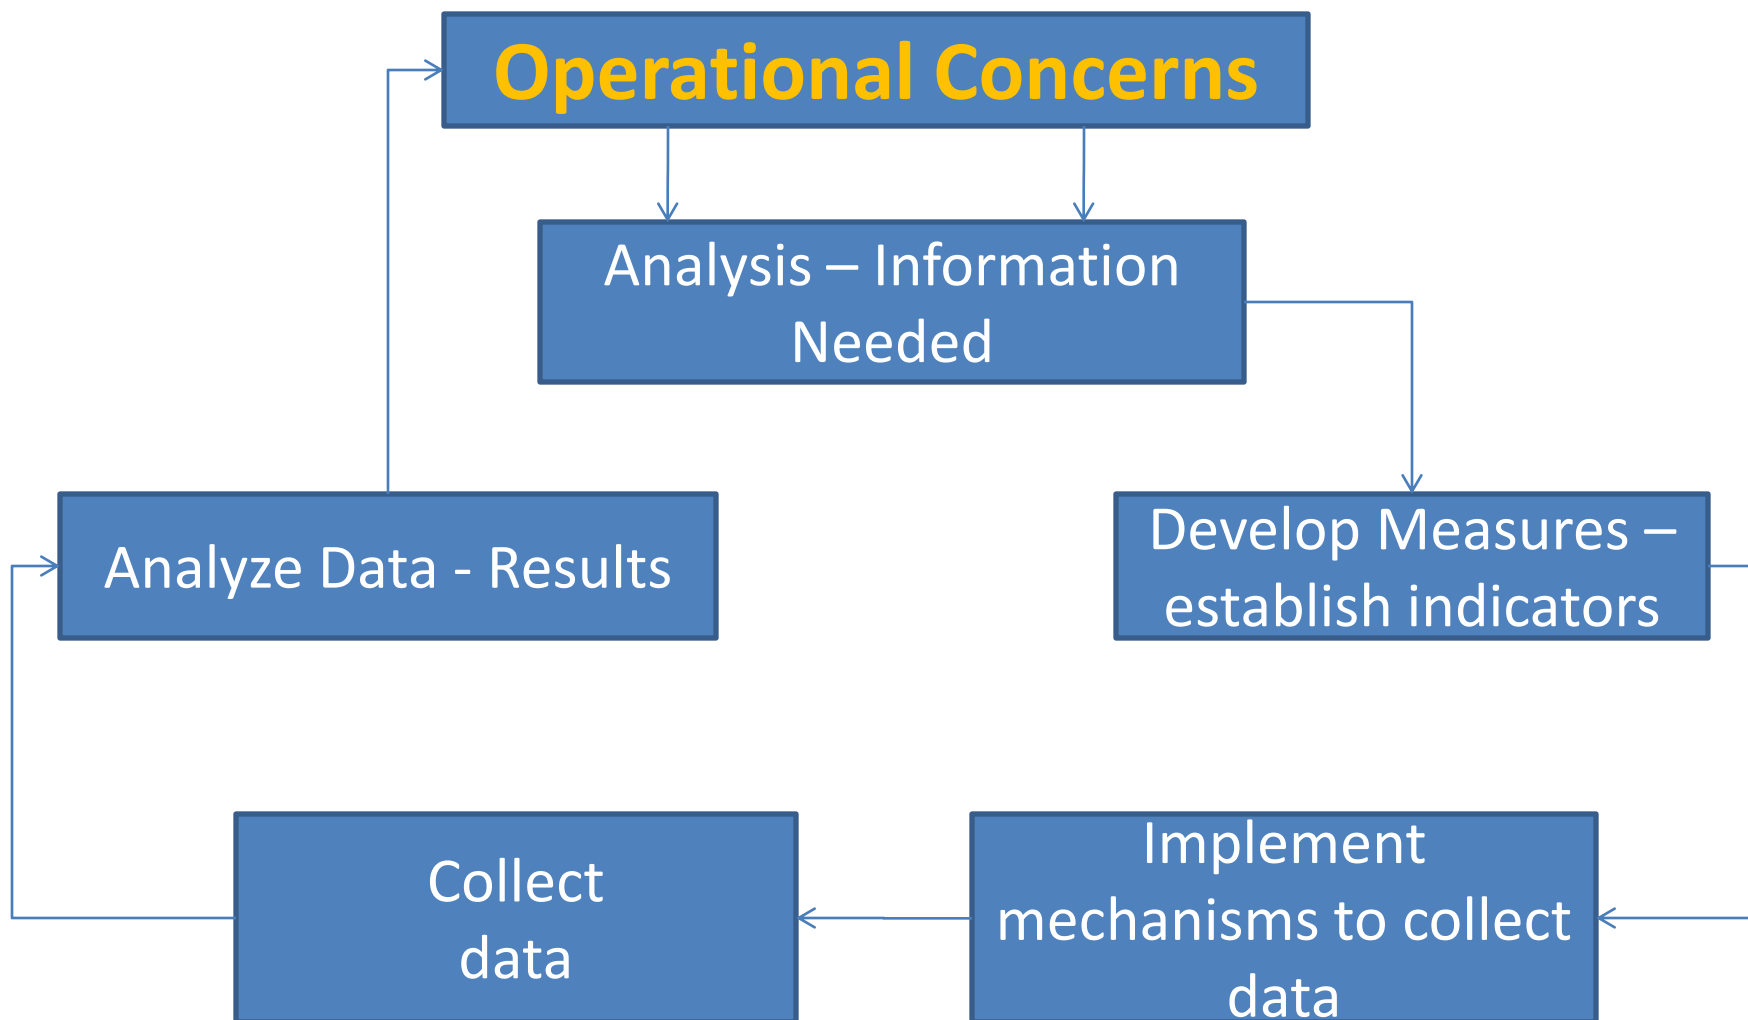 Operational Concerns
Analysis – Information
Needed
Analyze Data - Results
Develop Measures –
establish indicators
Collect
data
Implement
mechanisms to collect
data